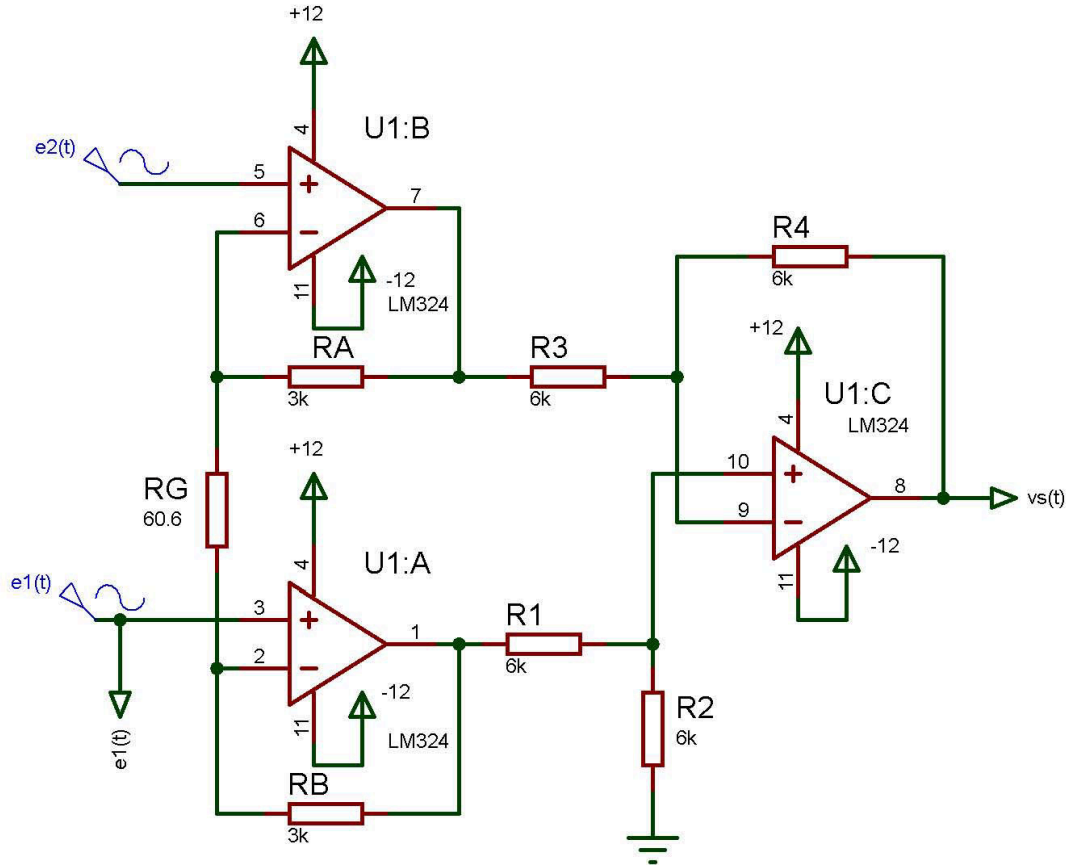 +12
4
U1:B
e2(t)
5
7
6
11
-12
LM324
R4
6k
RA
3k
R3
6k
+12
4
U1:C
LM324
10
8
9
vs(t)
-12
11
+12
4
RG
60.6
U1:A
e1(t)
3
1
2
R1
6k
-12
11
LM324
R2
6k
e1(t)
RB
3k